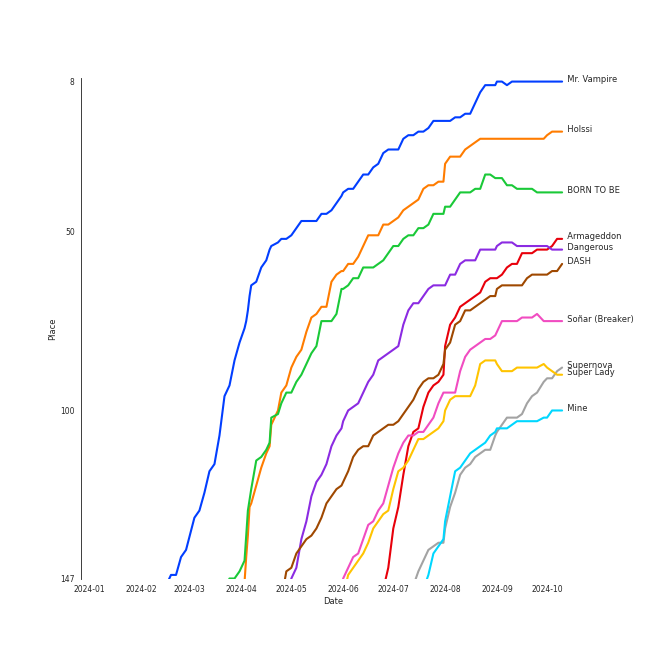 8
Mr. Vampire
Holssi
BORN TO BE
50
Armageddon
Dangerous
DASH
Soñar (Breaker)
Place
Supernova
Super Lady
100
Mine
147
2024-01 2024-02 2024-03 2024-04 2024-05 2024-06 2024-07 2024-08 2024-09 2024-10
Date